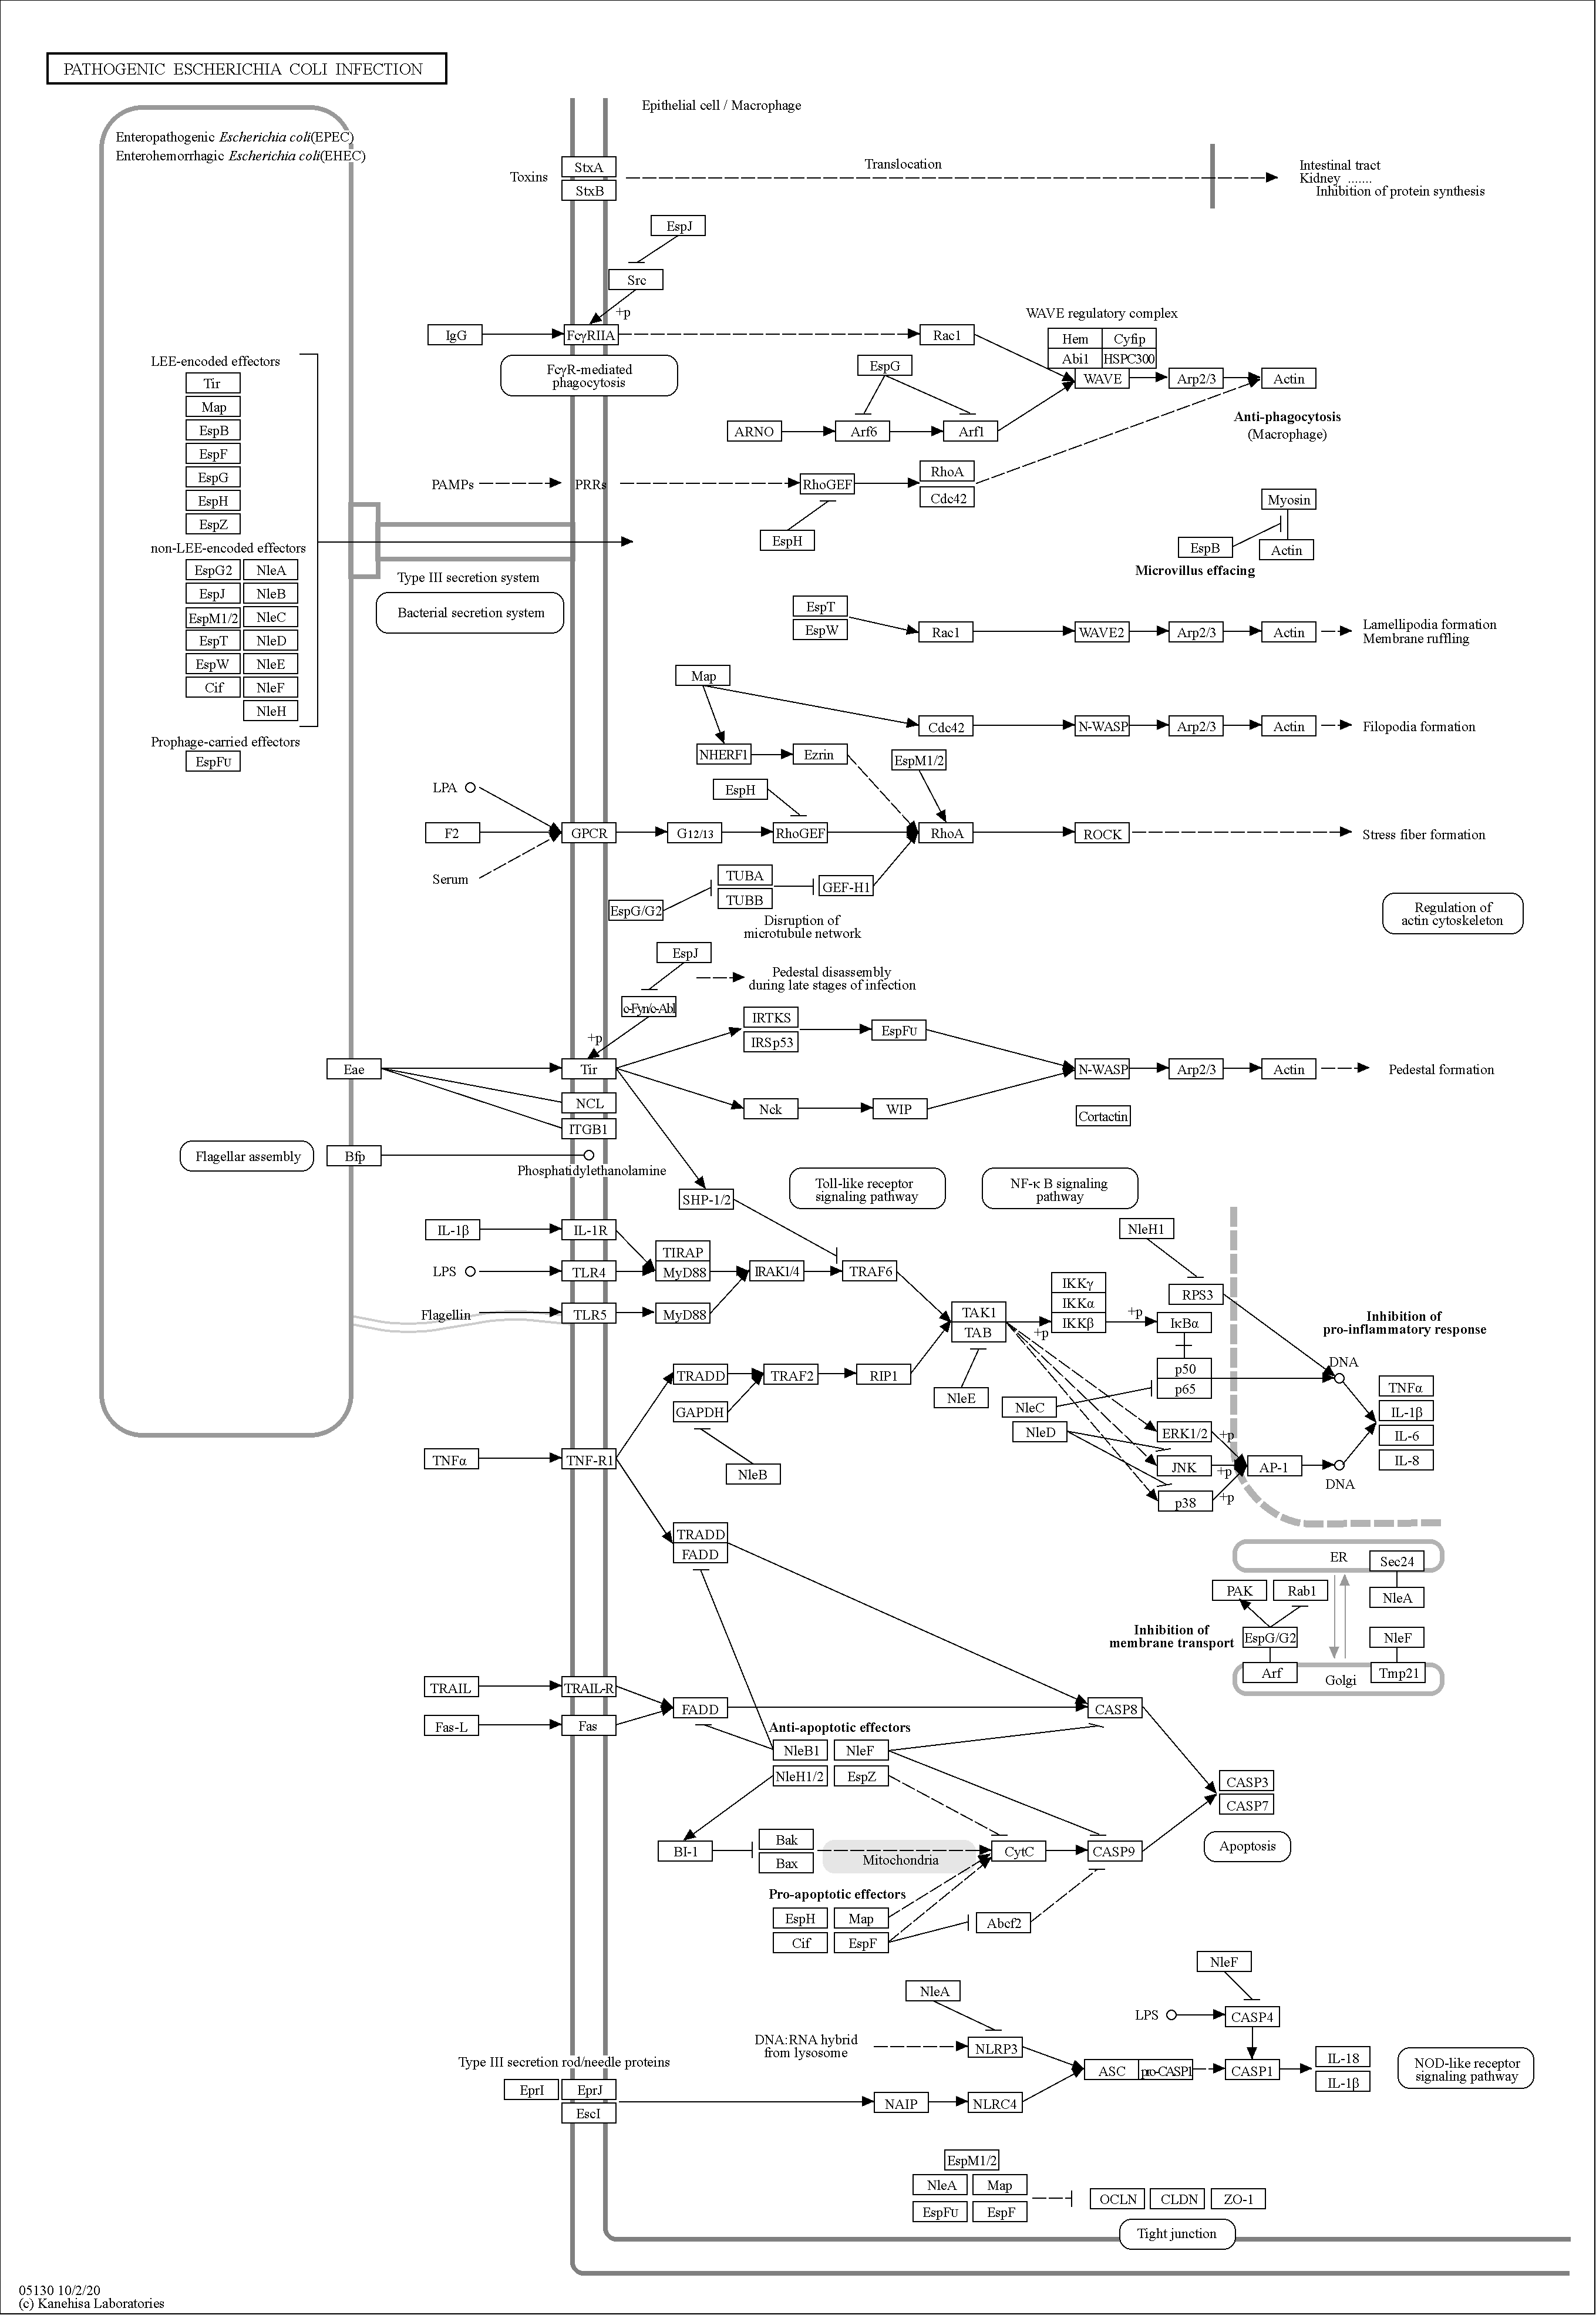 PATHOGENIC ESCHERICHIA COLI INFECTION
Epithelial cell / Macrophage
Enteropathogenic Escherichia coli(EPEC)
Enterohemorrhagic Escherichia coli(EHEC)
Toxins
StxA
StxB
Translocation
Intestinal tract
Kidney .......
Inhibition of protein synthesis
EspJ
Src
+p
IgG
FcγRIIA
Rac1
FcγR-mediated
phagocytosis
WAVE regulatory complex
Hem
Cyfip
Abi1
HSPC300
WAVE
Arp2/3
Actin
EspG
ARNO
Arf6
Arf1
Anti-phagocytosis
(Macrophage)
PAMPs
PRRs
RhoGEF
RhoA
Cdc42
EspH
Myosin
EspB
Actin
Microvillus effacing
LEE-encoded effectors
Tir
Map
EspB
EspF
EspG
EspH
EspZ
non-LEE-encoded effectors
EspG2
NleA
EspJ
NleB
EspM1/2
NleC
EspT
NleD
EspW
NleE
Cif
NleF
NleH
Prophage-carried effectors
EspFU
Type III secretion system
Bacterial secretion system
EspT
EspW
Rac1
WAVE2
Arp2/3
Actin
Lamellipodia formation
Membrane ruffling
Map
Cdc42
N-WASP
Arp2/3
Actin
Filopodia formation
NHERF1
Ezrin
EspM1/2
LPA
EspH
F2
GPCR
G12/13
RhoGEF
RhoA
ROCK
Stress fiber formation
Serum
TUBA
TUBB
GEF-H1
EspG/G2
Disruption of
microtubule network
Regulation of
actin cytoskeleton
EspJ
Pedestal disassembly
during late stages of infection
c-Fyn/c-Abl
+p
IRTKS
IRSp53
EspFU
Eae
Tir
N-WASP
Arp2/3
Actin
Pedestal formation
NCL
Nck
WIP
Cortactin
ITGB1
Flagellar assembly
Bfp
Phosphatidylethanolamine
SHP-1/2
Toll-like receptor
signaling pathway
NF-κ B signaling
pathway
IL-1β
IL-1R
TIRAP
MyD88
LPS
TLR4
IRAK1/4
TRAF6
Flagellin
TLR5
MyD88
NleH1
RPS3
IKKγ
IKKα
IKKβ
TAK1
TAB
+p
+p
IκBα
p50
p65
Inhibition of
pro-inflammatory response
DNA
TNFα
IL-1β
IL-6
IL-8
TRADD
TRAF2
RIP1
GAPDH
NleE
NleC
NleD
ERK1/2
+p
JNK
+p
p38
+p
AP-1
DNA
TNFα
TNF-R1
NleB
TRADD
FADD
ER
Sec24
PAK
Rab1
NleA
Inhibition of
membrane transport
EspG/G2
NleF
Arf
Golgi
Tmp21
TRAIL
TRAIL-R
FADD
CASP8
Fas-L
Fas
Anti-apoptotic effectors
NleB1
NleF
NleH1/2
EspZ
CASP3
CASP7
BI-1
Bak
Bax
Mitochondria
CytC
CASP9
Apoptosis
Pro-apoptotic effectors
EspH
Map
Cif
EspF
Abcf2
NleF
NleA
LPS
CASP4
DNA:RNA hybrid
from lysosome
NLRP3
ASC
pro-CASP1
CASP1
IL-18
IL-1β
NOD-like receptor
signaling pathway
Type III secretion rod/needle proteins
EprI
EprJ
EscI
NAIP
NLRC4
EspM1/2
NleA
Map
EspFU
EspF
OCLN
CLDN
ZO-1
Tight junction
05130 10/2/20
(c) Kanehisa Laboratories